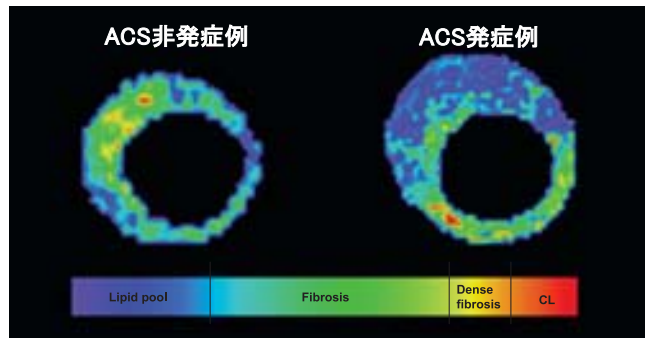 ACS非発症例
ACS発症例
Lipid pool
Fibrosis
Dense
fibrosis
CL